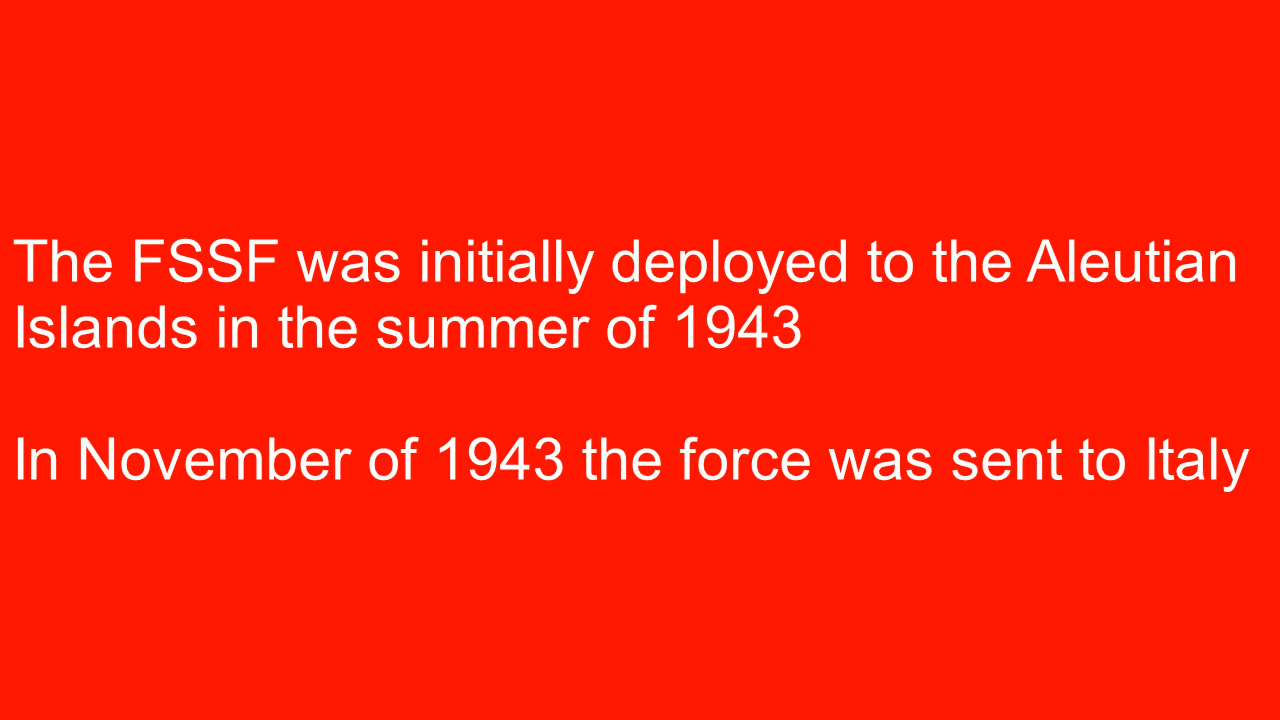 The FSSF was initially deployed to the Aleutian
Islands in the summer of 1943
In November of 1943 the force was sent to Italy